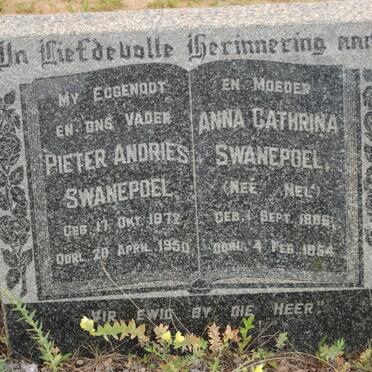 In Liefdevolle Herinnering aan
MY EGGENOOT
EN ONS VADER
PIETER ANDRIES
SWANEPOEL,
GEB. 17 OKT. 1872
OORL. 20 APRIL 1950
EN MOEDER
ANNA CATHRINA
SWANEPOEL,
(NEE NEL)
GEB. 1 SEPT.
OORL. 4 FEB. 1954
VIR EWIG BY DIE HEER.